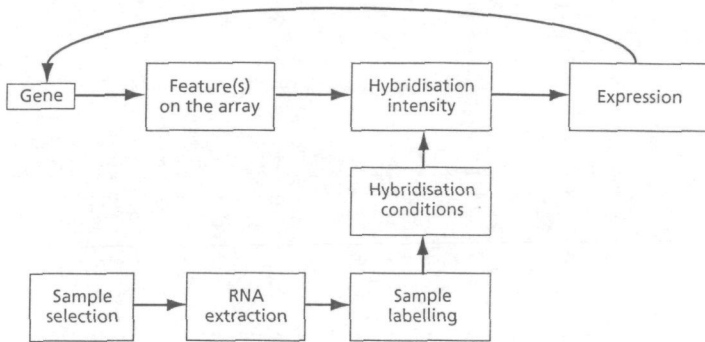 Gene
Feature(s)
on the array
Hybridisation
intensity
Expression
Hybridisation
conditions
Sample
selection
RNA
extraction
Sample
labelling